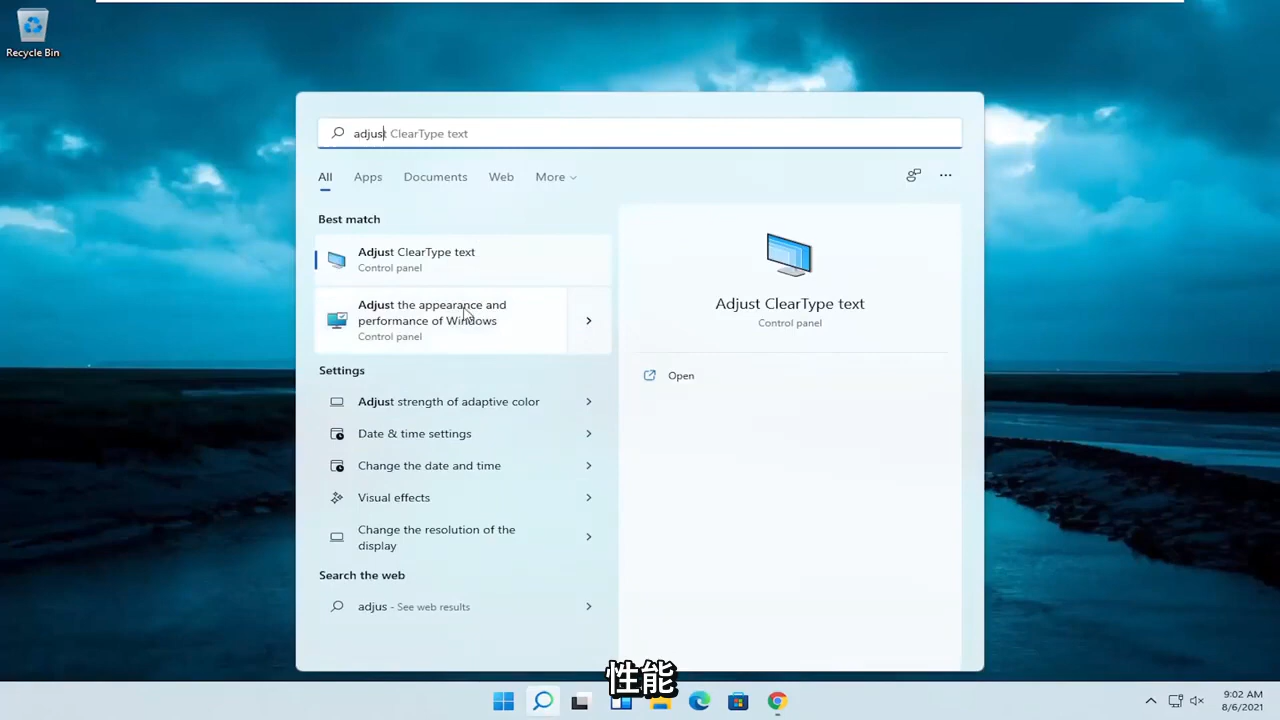 Recycle Bin
adjust ClearType text
All
Apps
Documents
Web
More
Best match
Adjust ClearType text
Control panel
Adjust the appearance and
performance of Windows
Control panel
Settings
Adjust strength of adaptive color
Date & time settings
Change the date and time
Visual effects
Change the resolution of the
display
Search the web
adjus - See web results
Adjust ClearType text
Control panel
Open
性能
9:02 AM
8/6/2021